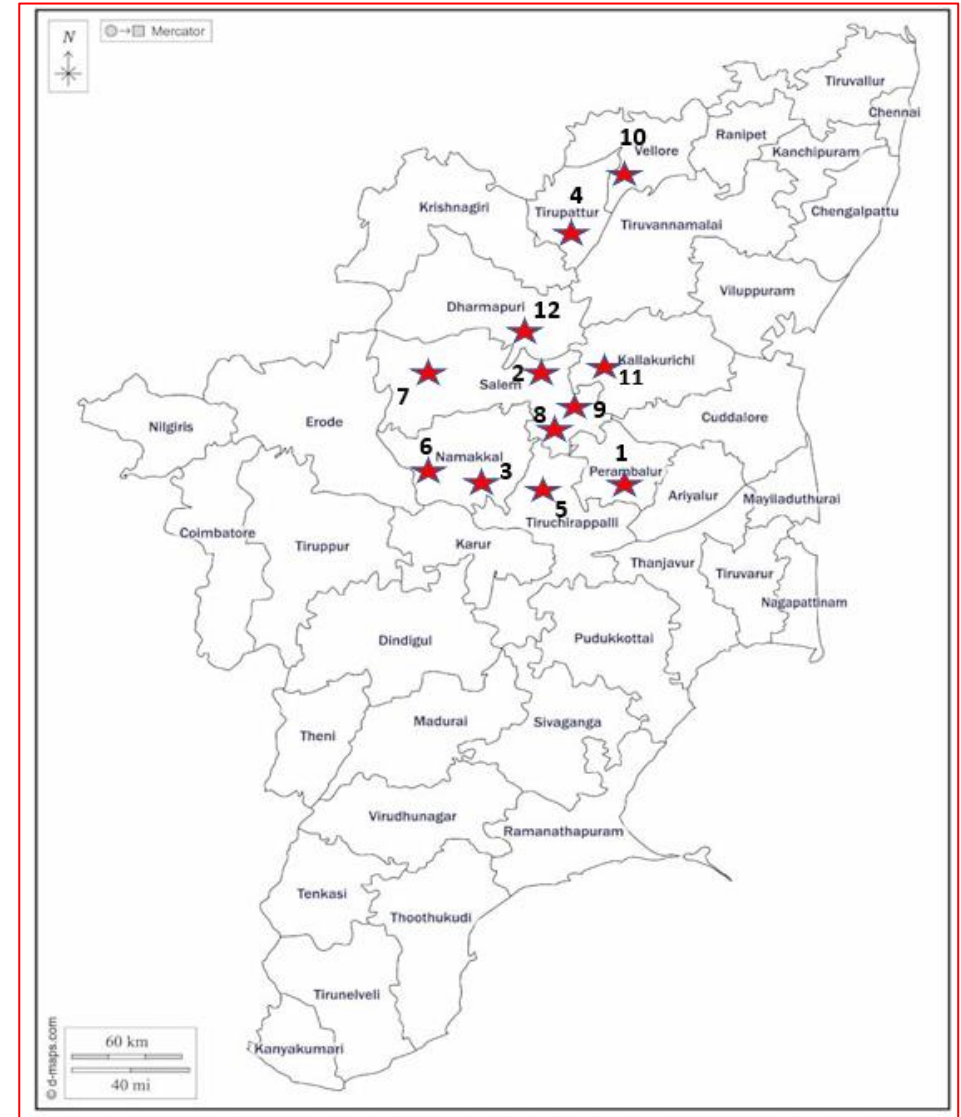 N
Mercator
Tiruvallur
Chennai
10
Vellore
Ranipet
Kanchipuram
4
Krishnagiri
Tirupattur
Chengalpattu
Tiruvannamalai
Viluppuram
Dharmapuri
12
Kallakurichi
2
11
7
Salem
8
9
Cuddalore
Nilgiris
Erode
6
Namakkal
3
1
Perambalur
Ariyalur
Mayiladuthurai
5
Tiruchirappalli
Coimbatore
Tiruppur
Karur
Thanjavur
Tiruvarur
Nagapattinam
Dindigul
Pudukkottai
Theni
Madurai
Sivaganga
Virudhunagar
Ramanathapuram
Tenkasi
Thoothukudi
Tirunelveli
Kanyakumari
60 km
40 mi
© d-maps.com